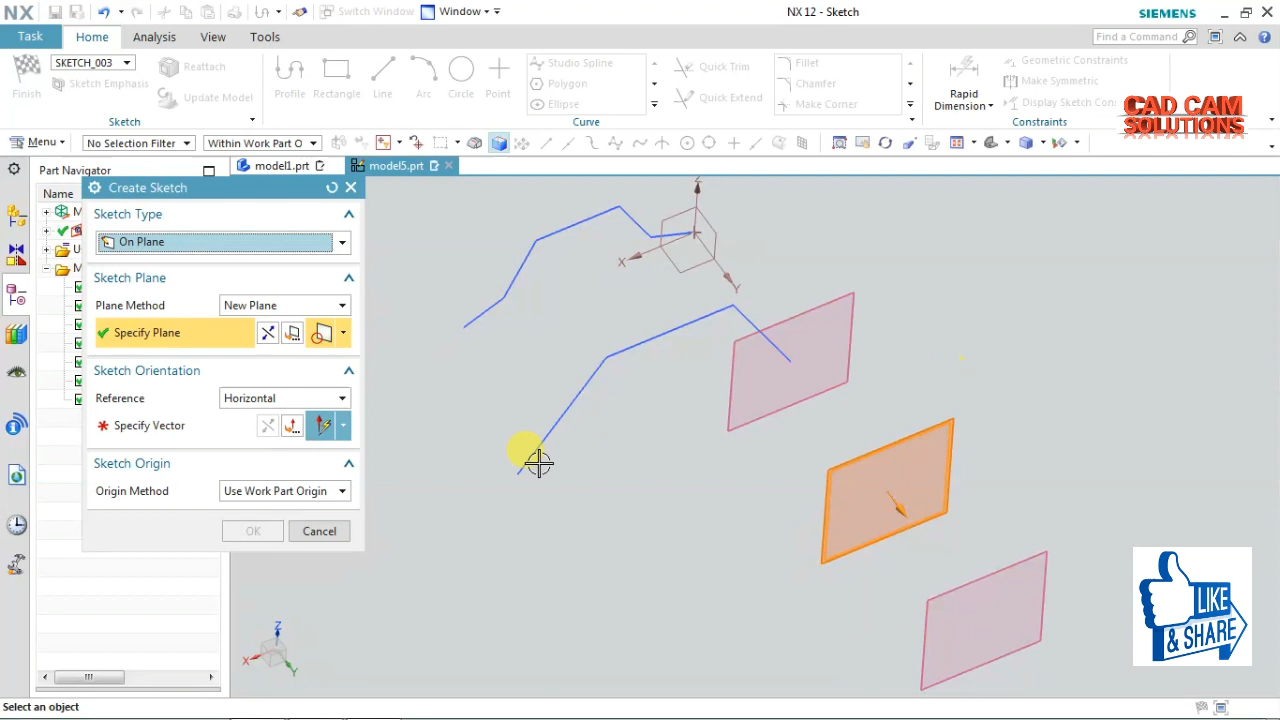 NX
Switch Window
Window
NX 12 - Sketch
SIEMENS
Task
Home
Analysis
View
Tools
Find a Command
SKETCH_003
Finish
Sketch Emphasis
Reattach
Update Model
Sketch
Profile
Rectangle
Line
Arc
Circle
Point
Studio Spline
Polygon
Ellipse
Quick Trim
Quick Extend
Fillet
Chamfer
Make Corner
Curve
Rapid
Dimension
Geometric Constraints
Make Symmetric
Display Sketch Con
Constraints
CAD CAM
SOLUTIONS
Menu
No Selection Filter
Within Work Part O
Part Navigator
model1.prt
model5.prt
Name
Create Sketch
Sketch Type
On Plane
Sketch Plane
Plane Method
New Plane
Specify Plane
Sketch Orientation
Reference
Horizontal
Specify Vector
Sketch Origin
Origin Method
Use Work Part Origin
OK
Cancel
Z
X
Y
LIKE
& SHARE
Z
X
Y
Select an object